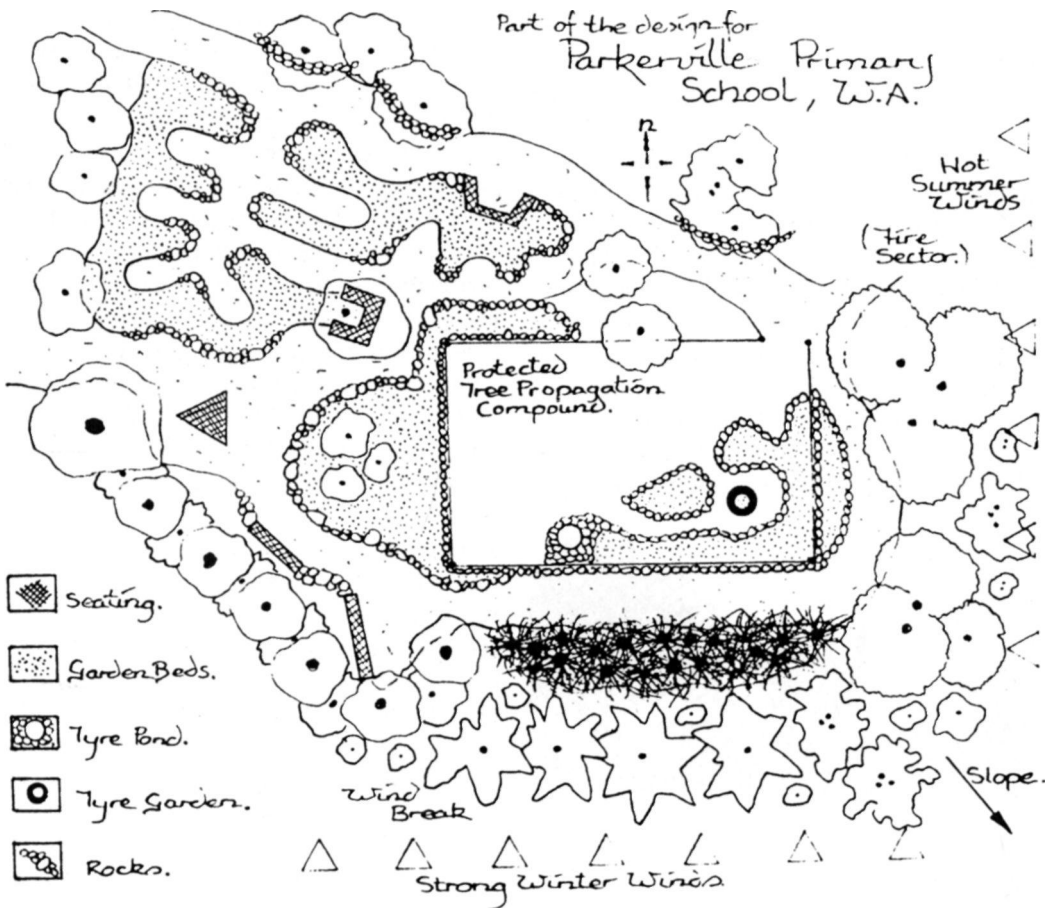 Part of the design for
Parkerville Primary
School, W.A.
n
Hot
Summer
Winds
(Fire
Sector.)
Protected
Tree Propagation
Compound.
Seating.
Garden Beds.
Tyre Pond.
Tyre Garden.
Rocks.
Wind
Break
Slope.
Strong Winter Winds